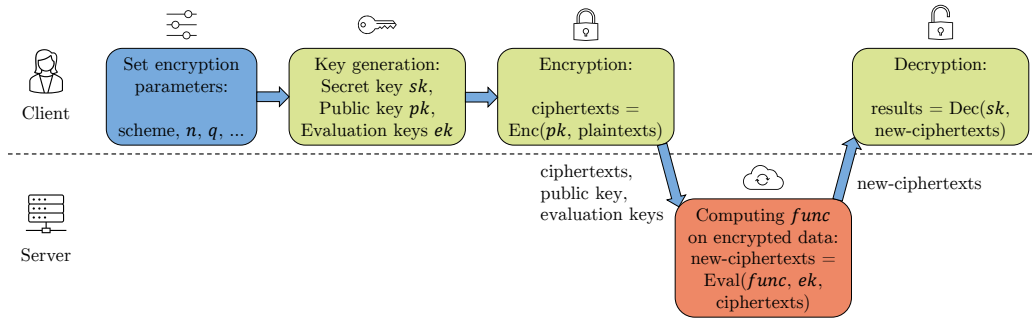 Client
Set encryption
parameters:
scheme, n, q, ...
Key generation:
Secret key sk,
Public key pk,
Evaluation keys ek
Encryption:
ciphertexts =
Enc(pk, plaintexts)
Decryption:
results = Dec(sk,
new-ciphertexts)
Server
ciphertexts,
public key,
evaluation keys
Computing func
on encrypted data:
new-ciphertexts =
Eval(func, ek,
ciphertexts)
new-ciphertexts